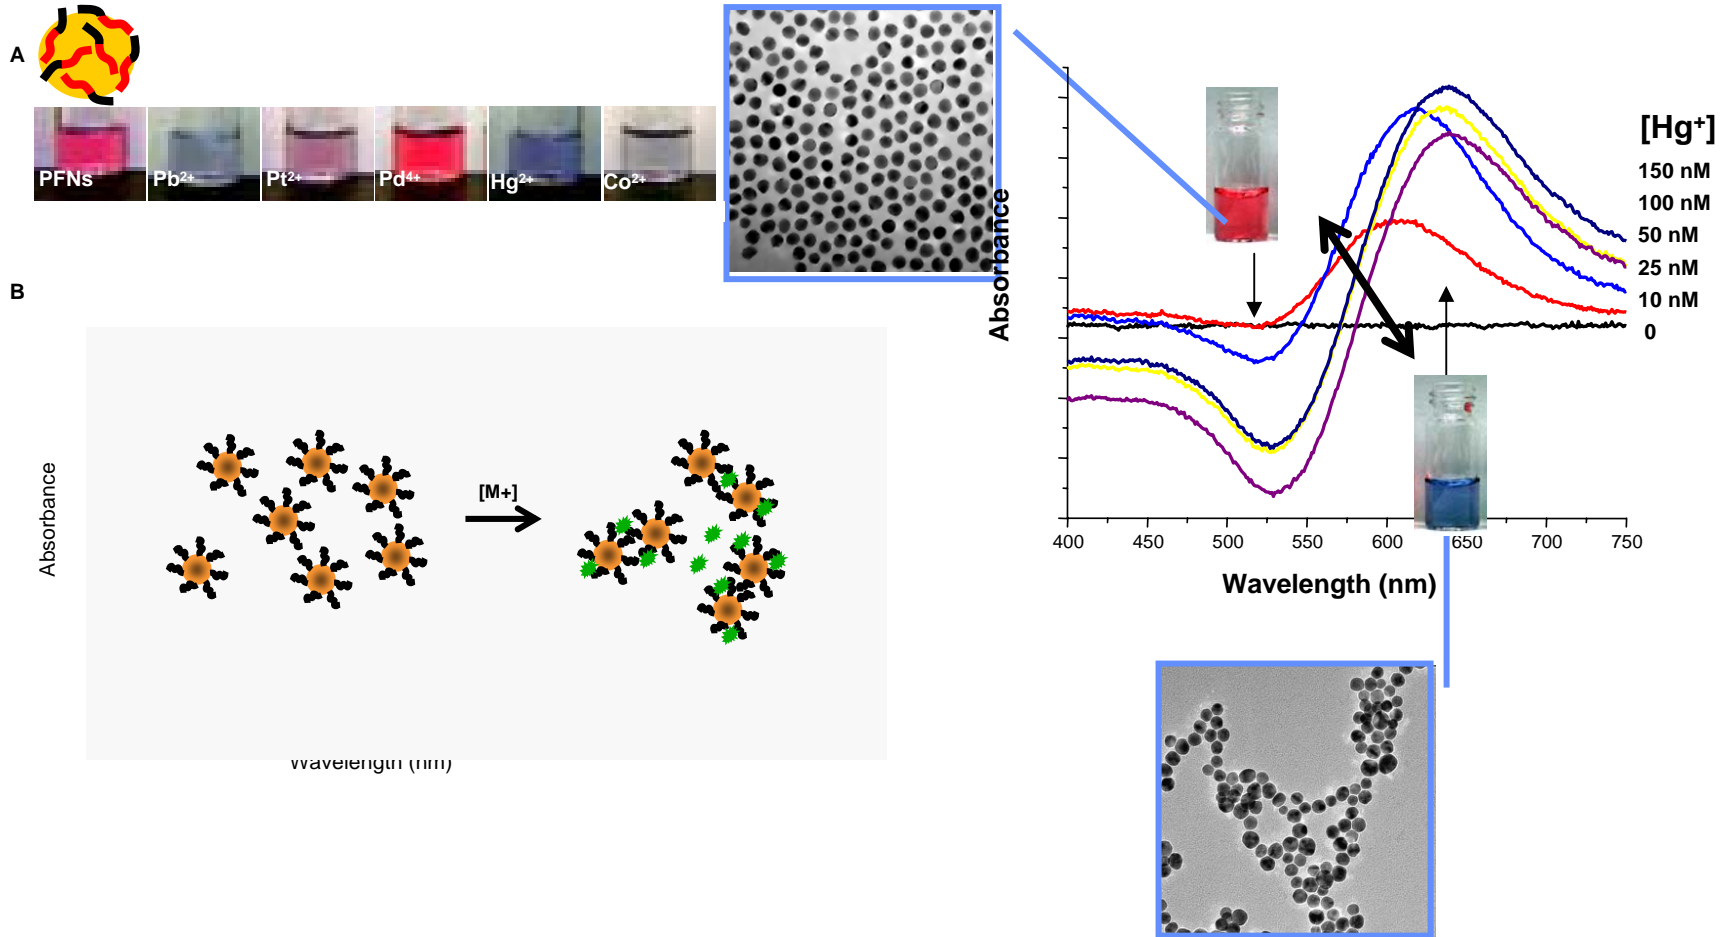 A
PFNs
Pb²⁺
Pt²⁺
Pd⁴⁺
Hg²⁺
Co²⁺
B
Absorbance
[M+]
Wavelength (nm)
Absorbance
[Hg⁺]
150 nM
100 nM
50 nM
25 nM
10 nM
0
400
450
500
550
600
650
700
750
Wavelength (nm)